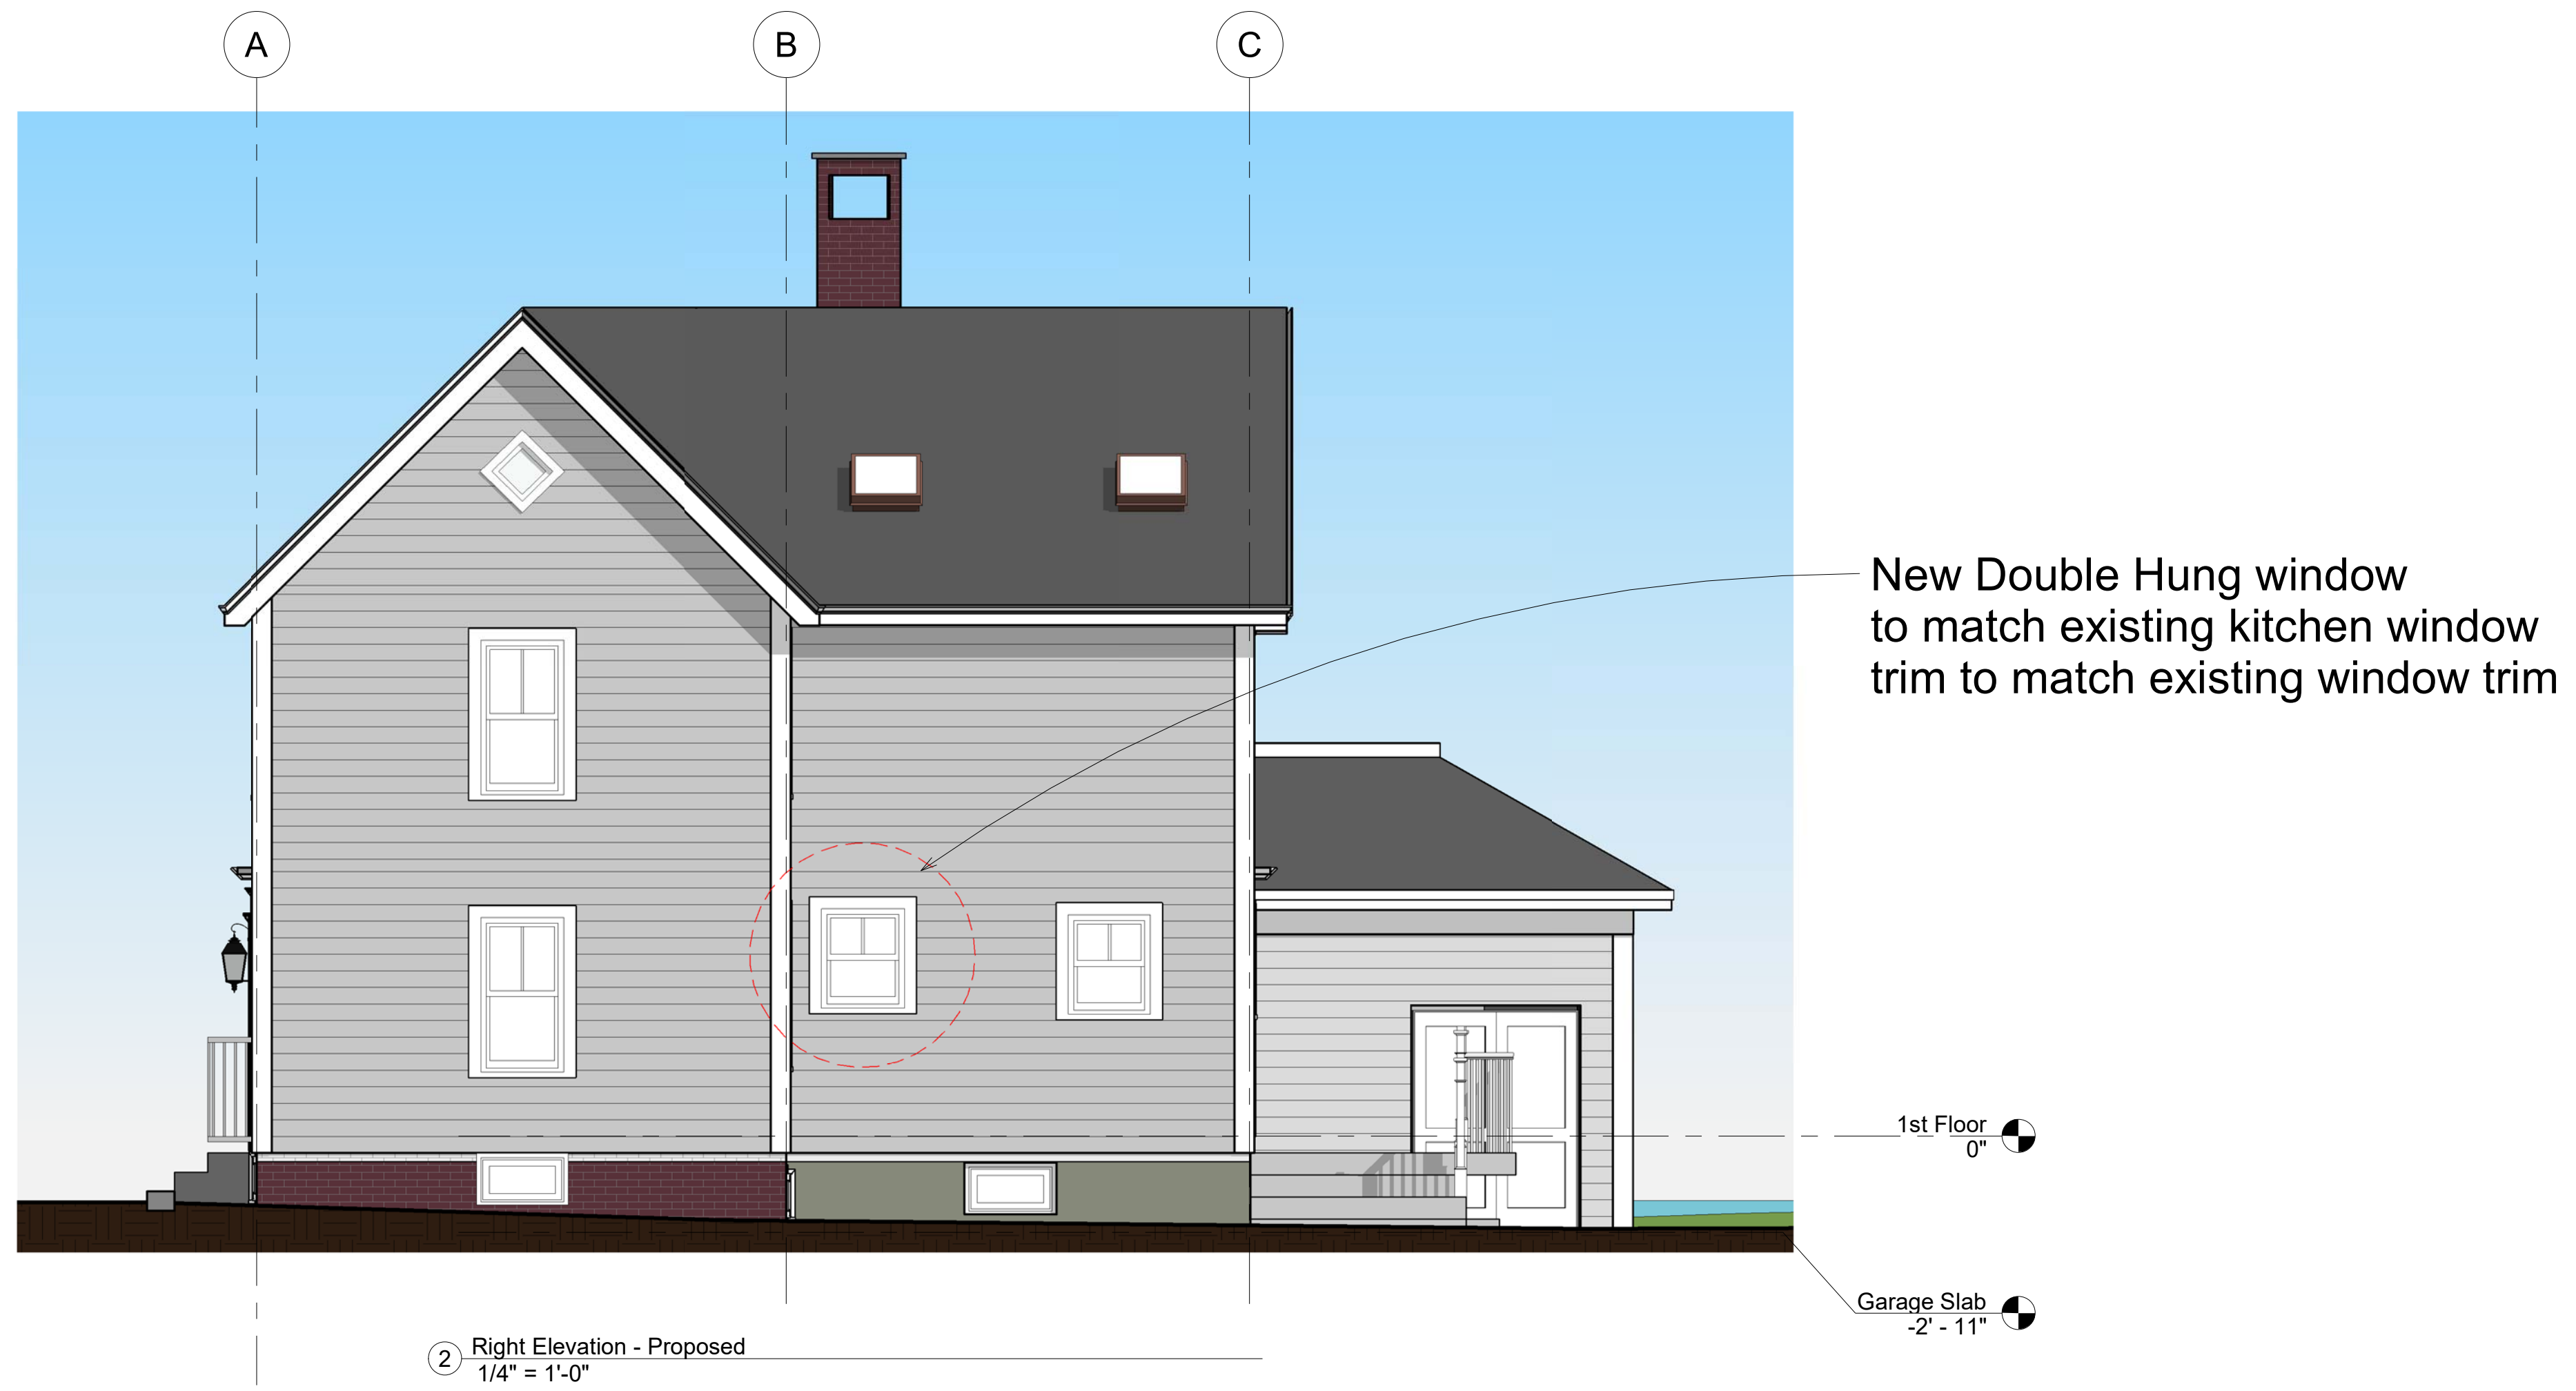 A
B
C
New Double Hung window
to match existing kitchen window
trim to match existing window trim
1st Floor
0"
Garage Slab
-2' - 11"
2
Right Elevation - Proposed
1/4" = 1'-0"